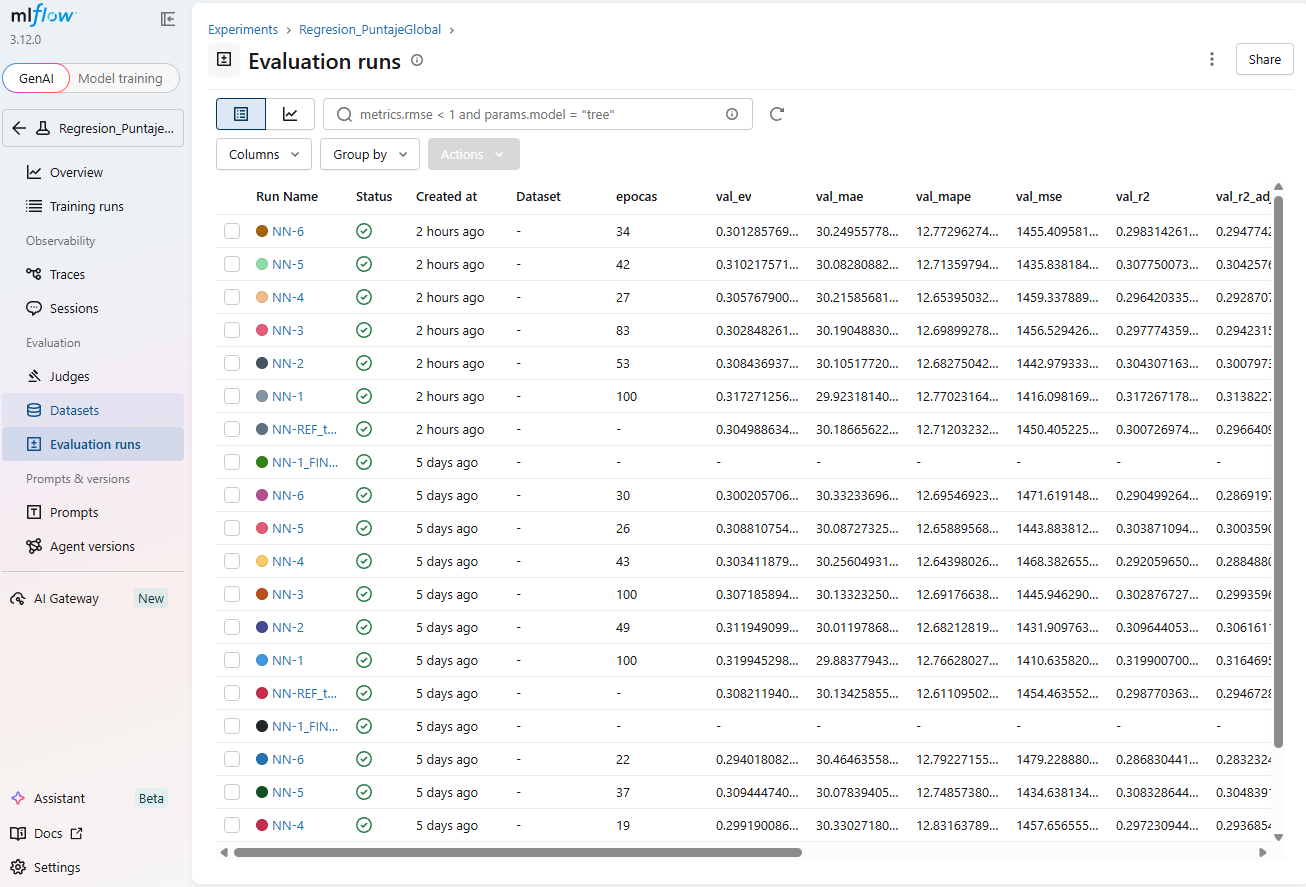 mlflow
3.12.0
GenAI Model training
Regresion_Puntaje...
Overview
Training runs
Observability
Traces
Sessions
Evaluation
Judges
Datasets
Evaluation runs
Prompts & versions
Prompts
Agent versions
AI Gateway New
Assistant Beta
Docs
Settings
Experiments > Regresion_PuntajeGlobal >
Evaluation runs
Share
metrics.rmse < 1 and params.model = "tree"
Columns Group by Actions
Run Name Status Created at Dataset epocas val_ev val_mae val_mape val_mse val_r2 val_r2_adj
NN-6 2 hours ago - 34 0.301285769... 30.24955778... 12.77296274... 1455.409581... 0.298314261... 0.2947742
NN-5 2 hours ago - 42 0.310217571... 30.08280882... 12.71359794... 1435.838184... 0.307750073... 0.3042576
NN-4 2 hours ago - 27 0.305767900... 30.21585681... 12.65395032... 1459.337889... 0.296420335... 0.2928707
NN-3 2 hours ago - 83 0.302848261... 30.19048830... 12.69899278... 1456.529426... 0.297774359... 0.2942315
NN-2 2 hours ago - 53 0.308436937... 30.10517720... 12.68275042... 1442.979333... 0.304307163... 0.3007973
NN-1 2 hours ago - 100 0.317271256... 29.92318140... 12.77023164... 1416.098169... 0.317267178... 0.3138227
NN-REF_t... 2 hours ago - - 0.304988634... 30.18665622... 12.71203232... 1450.405225... 0.300726974... 0.2966409
NN-1_FIN... 5 days ago - - - - - - - -
NN-6 5 days ago - 30 0.300205706... 30.33233696... 12.69546923... 1471.619148... 0.290499264... 0.2869197
NN-5 5 days ago - 26 0.308810754... 30.08727325... 12.65889568... 1443.883812... 0.303871094... 0.3003590
NN-4 5 days ago - 43 0.303411879... 30.25604931... 12.64398026... 1468.382655... 0.292059650... 0.2884880
NN-3 5 days ago - 100 0.307185894... 30.13323250... 12.69176638... 1445.946290... 0.302876727... 0.2993596
NN-2 5 days ago - 49 0.311949099... 30.01197868... 12.68212819... 1431.909763... 0.309644053... 0.306161
NN-1 5 days ago - 100 0.319945298... 29.88377943... 12.76628027... 1410.635820... 0.319900700... 0.3164695
NN-REF_t... 5 days ago - - 0.308211940... 30.13425855... 12.61109502... 1454.463552... 0.298770363... 0.2946728
NN-1_FIN... 5 days ago - - - - - - - -
NN-6 5 days ago - 22 0.294018082... 30.46463558... 12.79227155... 1479.228880... 0.286830441... 0.2832324
NN-5 5 days ago - 37 0.309444740... 30.07839405... 12.74857380... 1434.638134... 0.308328644... 0.3048391
NN-4 5 days ago - 19 0.299190086... 30.33027180... 12.83163789... 1457.656555... 0.297230944... 0.2936854